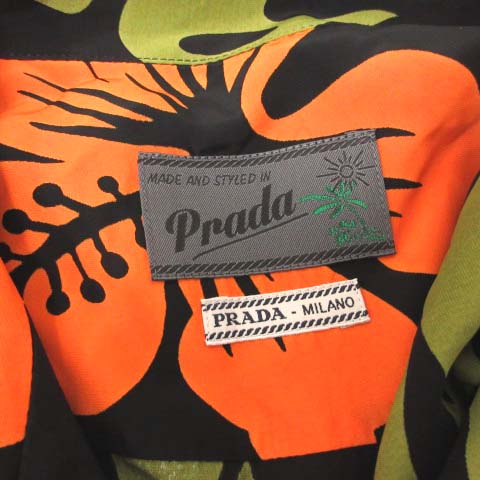 MADE AND STYLED IN
Prada
PRADA - MILANO